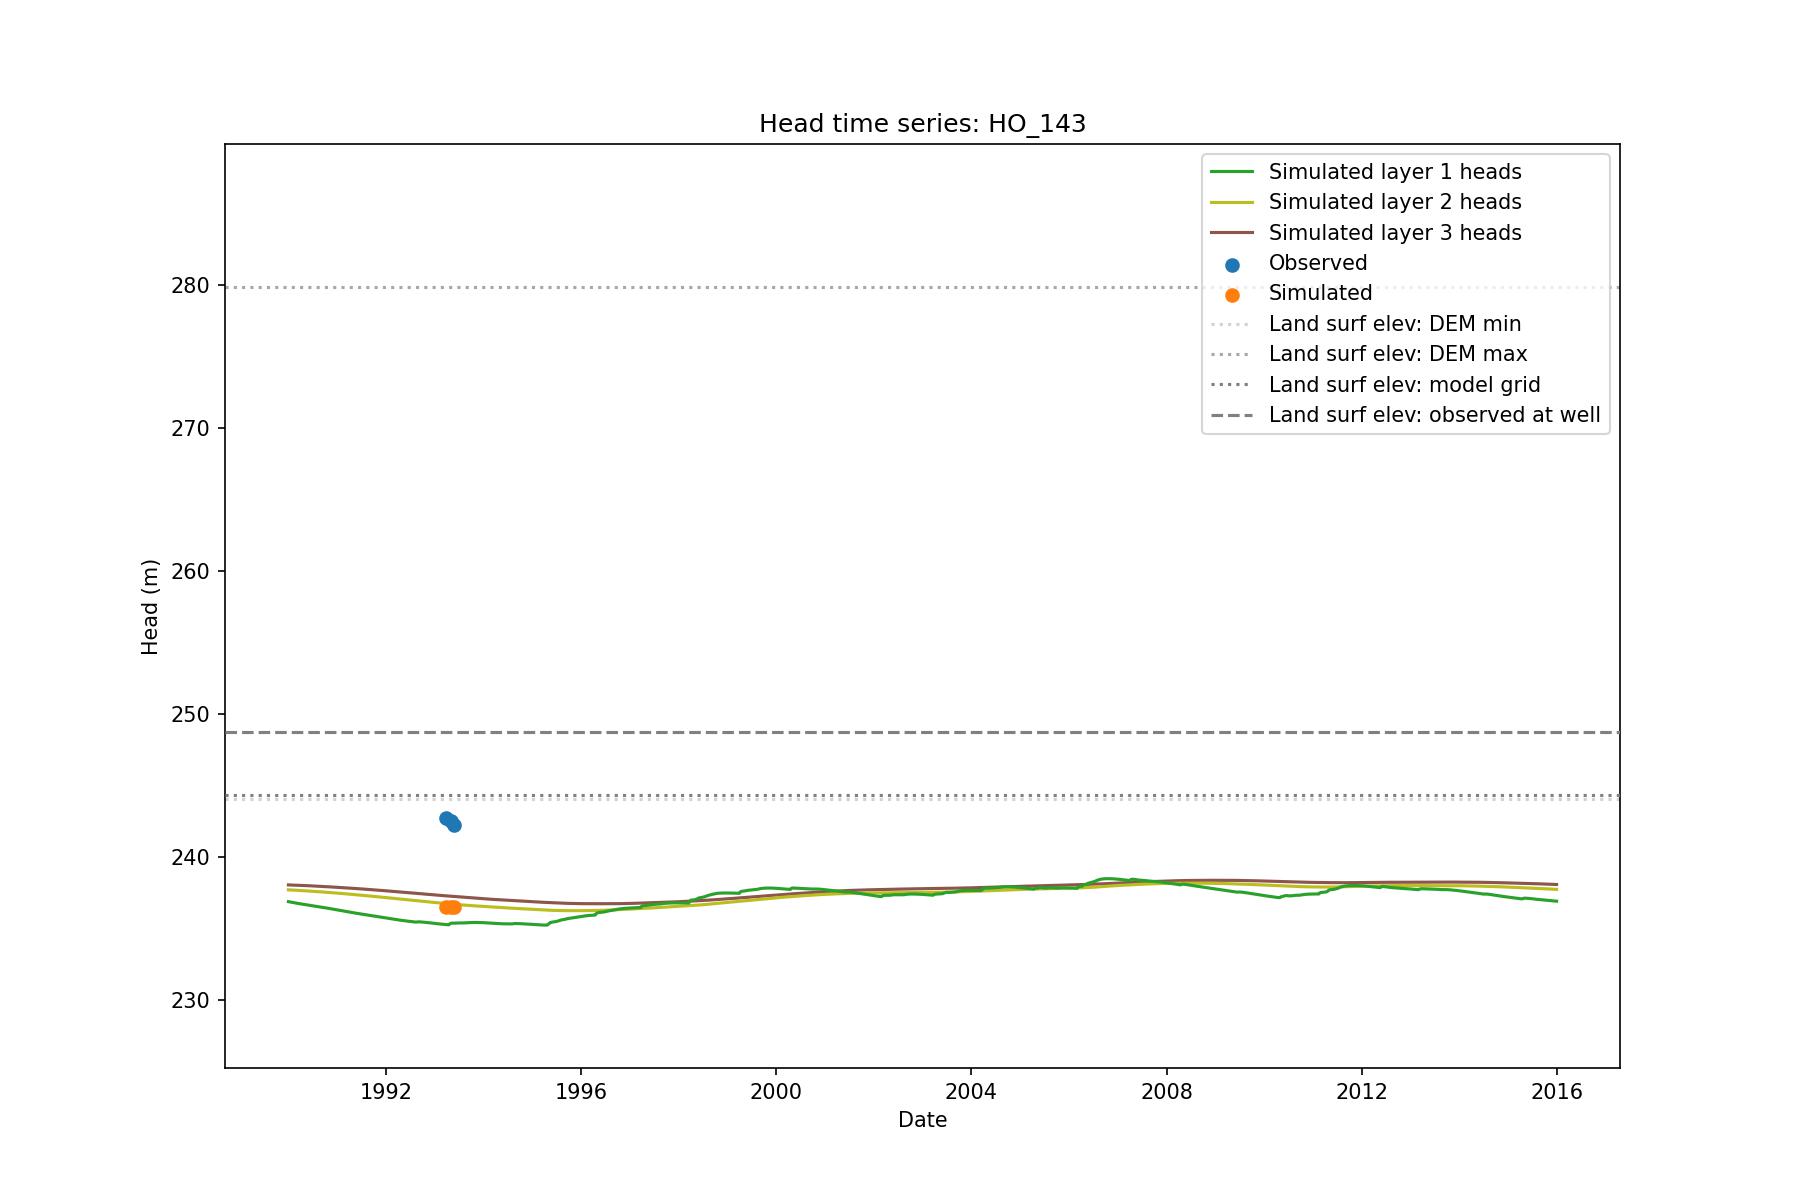 Head time series: HO_143
Simulated layer 1 heads
Simulated layer 2 heads
Simulated layer 3 heads
Observed
Simulated
Land surf elev: DEM min
Land surf elev: DEM max
Land surf elev: model grid
Land surf elev: observed at well
280
270
260
250
240
230
Head (m)
1992 1996 2000 2004 2008 2012 2016
Date